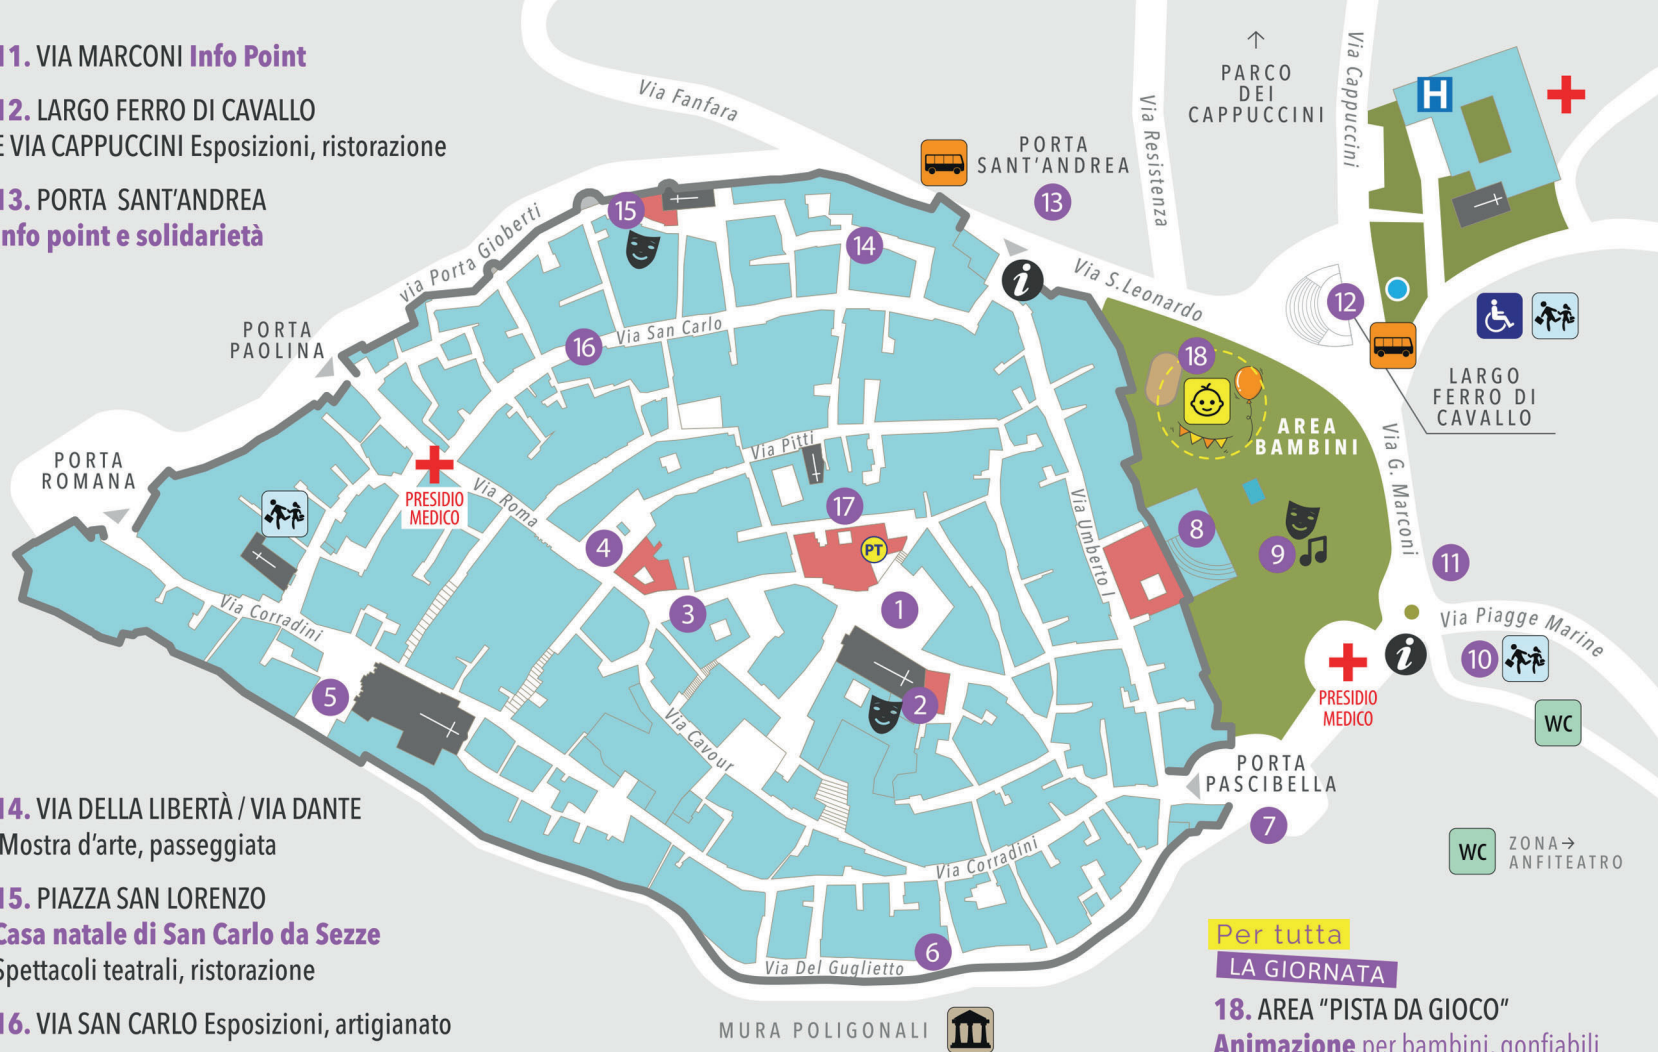 11. VIA MARCONI Info Point
12. LARGO FERRO DI CAVALLO
E VIA CAPPUCCINI Esposizioni, ristorazione
13. PORTA SANT'ANDREA
Info point e solidarietà
Via Fanfara
PARCO
DEI
CAPPUCCINI
Via Resistenza
Via Cappuccini
H
PORTA
SANT'ANDREA
13
15
14
via Porta Gioberti
i
Via S.Leonardo
12
PORTA
PAOLINA
16
Via San Carlo
18
LARGO
FERRO DI
CAVALLO
AREA
BAMBINI
Via G. Marconi
PORTA
ROMANA
Via Pitti
PRESIDIO
MEDICO
Via Roma
Via Umberto I
17
4
PT
8
9
11
3
1
Via Corradini
Via Piagge Marine
i
10
PRESIDIO
MEDICO
5
2
WC
Via Cavour
PORTA
PASCIBELLA
7
WC
ZONA→
ANFITEATRO
Via Corradini
6
Via Del Guglietto
MURA POLIGONALI
14. VIA DELLA LIBERTÀ / VIA DANTE
Mostra d'arte, passeggiata
15. PIAZZA SAN LORENZO
Casa natale di San Carlo da Sezze
Spettacoli teatrali, ristorazione
16. VIA SAN CARLO Esposizioni, artigianato
Per tutta
LA GIORNATA
18. AREA "PISTA DA GIOCO"
Animazione per bambini, gonfiabili